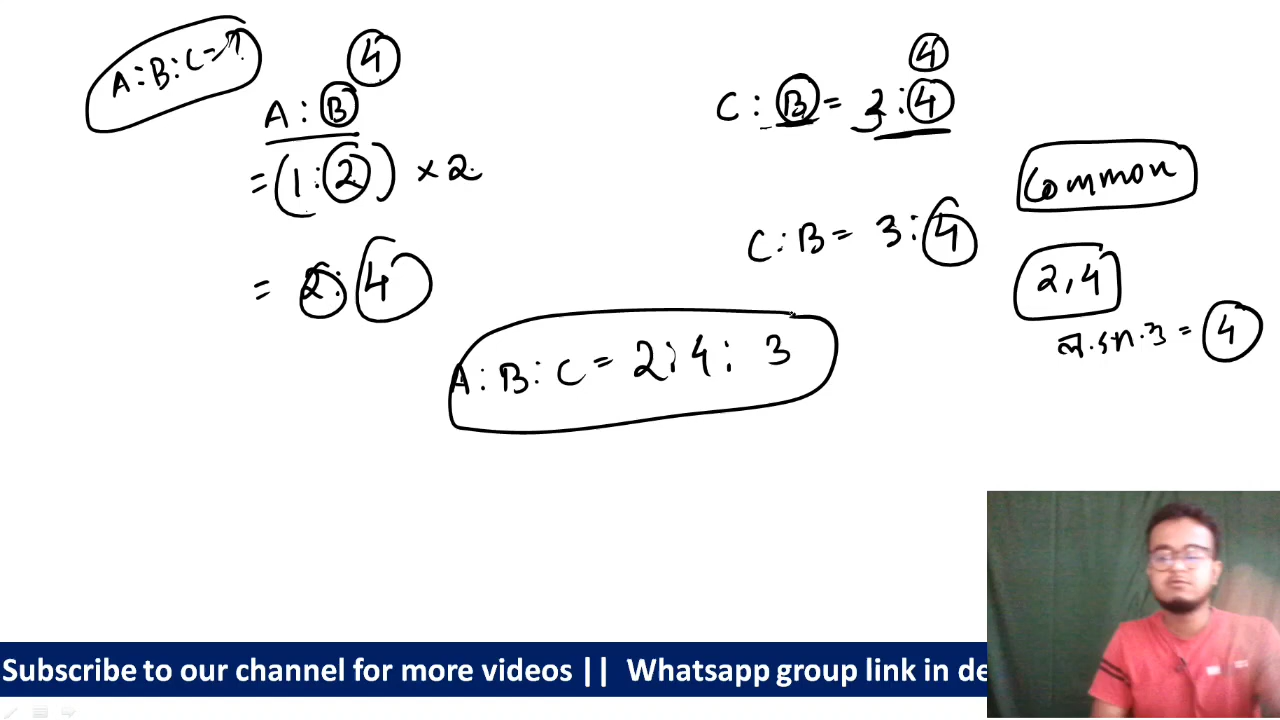 A:B:C=?
4
A:B
=(1:2)×2
= 2:4
4
C:B= 3:4
Common
C:B= 3:4
2,4
ল.সা.গু = 4
A:B:C = 2:4:3
Subscribe to our channel for more videos || Whatsapp group link in de